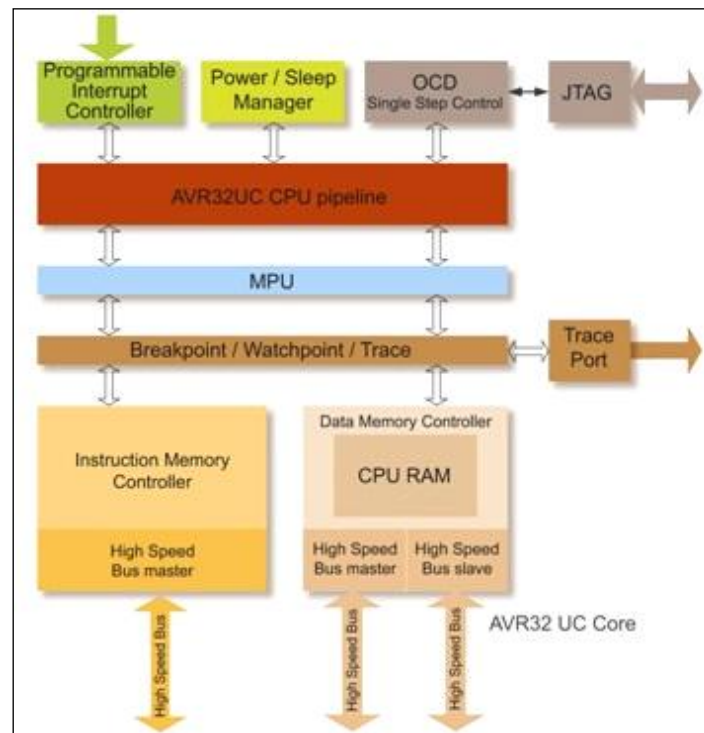 Programmable
Interrupt
Controller
Power / Sleep
Manager
OCD
Single Step Control
JTAG
AVR32UC CPU pipeline
MPU
Breakpoint / Watchpoint / Trace
Trace
Port
Instruction Memory
Controller
High Speed
Bus master
Data Memory Controller
CPU RAM
High Speed
Bus master
High Speed
Bus slave
High Speed Bus
High Speed Bus
High Speed Bus
AVR32 UC Core